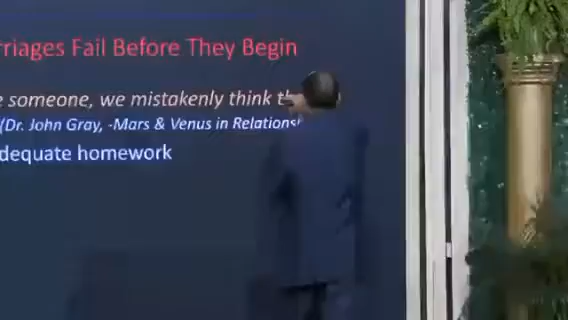 rriages Fail Before They Begin
e someone, we mistakenly think th
(Dr. John Gray, -Mars & Venus in Relations
dequate homework